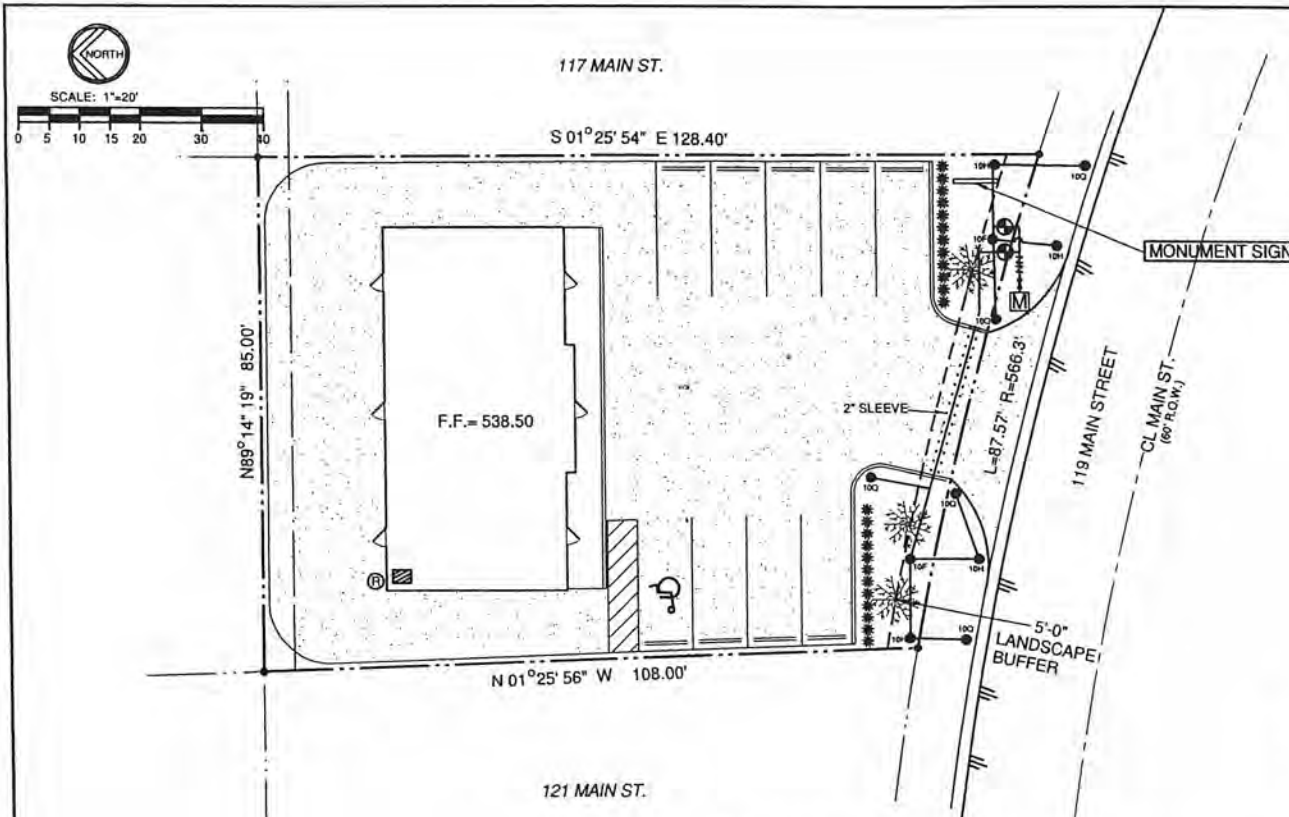 NORTH
SCALE: 1"=20'
0 5 10 15 20 30 40
117 MAIN ST.
S 01°25' 54" E 128.40'
10H
10Q
10F
10H
MONUMENT SIGN
M
10Q
N89°14' 19" 85.00'
F.F.= 538.50
2" SLEEVE
L=87.57' R=566.3'
119 MAIN STREET
CL MAIN ST.
(60' R.O.W.)
10Q
10Q
10F
10H
R
10Q
5'-0"
LANDSCAPE
BUFFER
N 01°25' 56" W 108.00'
121 MAIN ST.